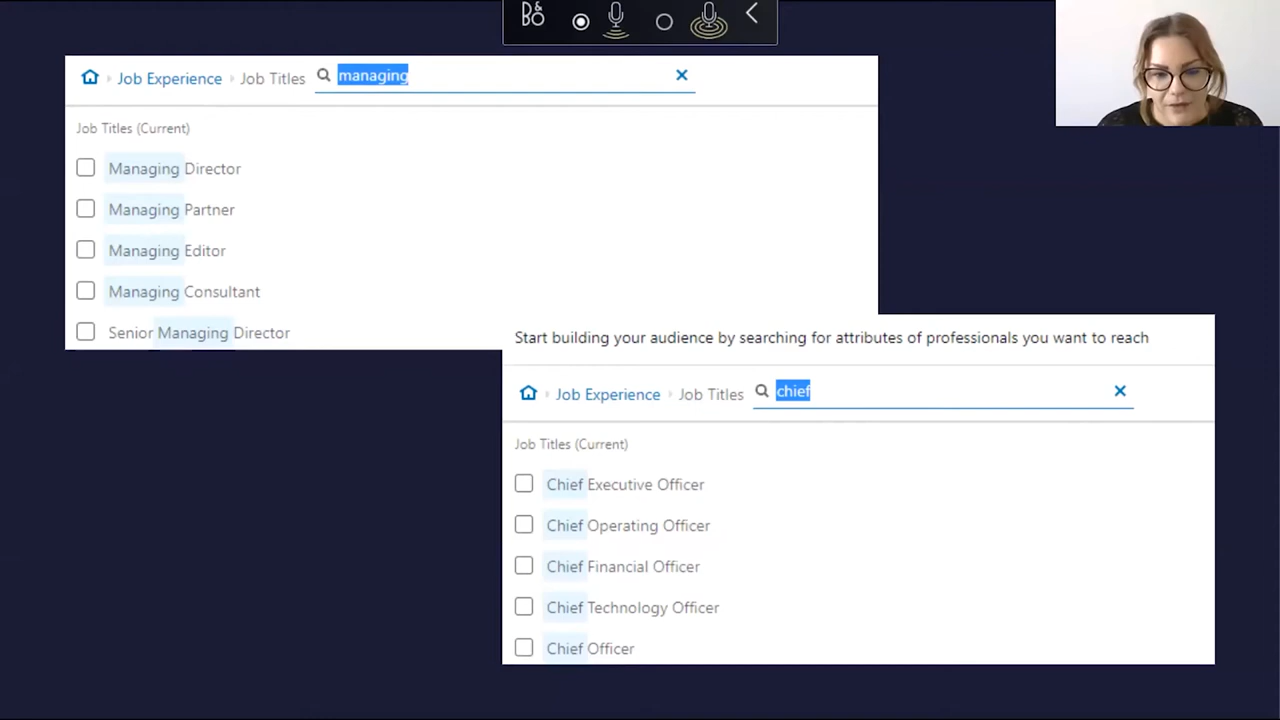 B&O
Job Experience Job Titles managing
Job Titles (Current)
Managing Director
Managing Partner
Managing Editor
Managing Consultant
Senior Managing Director
Start building your audience by searching for attributes of professionals you want to reach
Job Experience Job Titles chief
Job Titles (Current)
Chief Executive Officer
Chief Operating Officer
Chief Financial Officer
Chief Technology Officer
Chief Officer